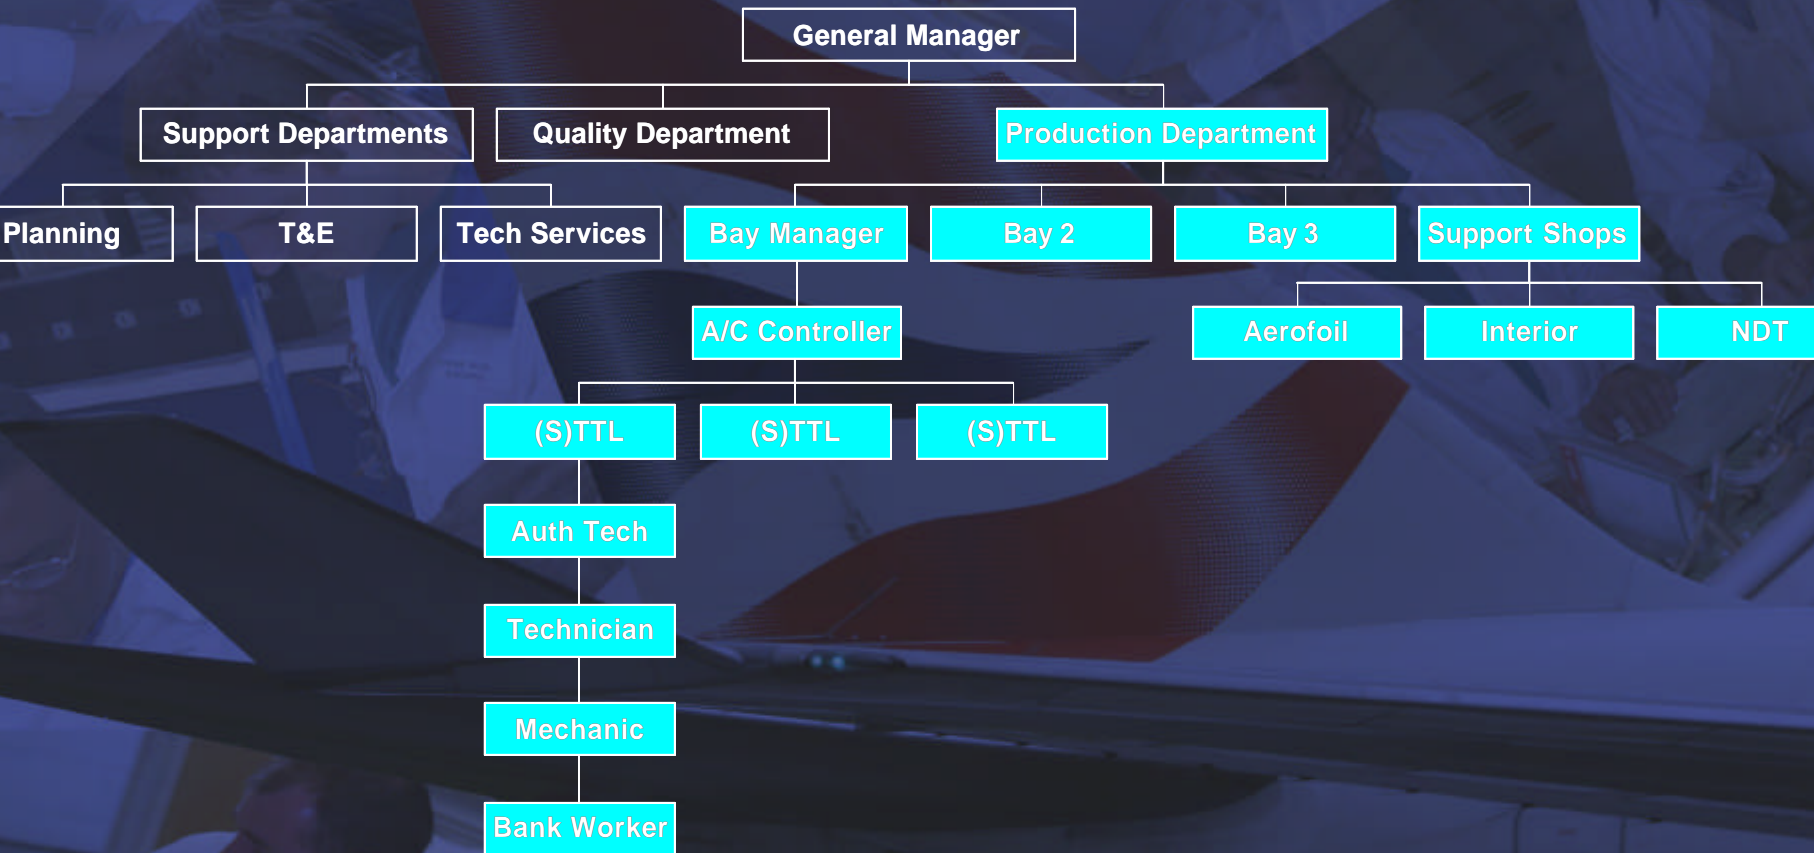 General Manager
Support Departments
Quality Department
Production Department
Planning
T&E
Tech Services
Bay Manager
Bay 2
Bay 3
Support Shops
A/C Controller
Aerofoil
Interior
NDT
(S)TTL
(S)TTL
(S)TTL
Auth Tech
Technician
Mechanic
Bank Worker